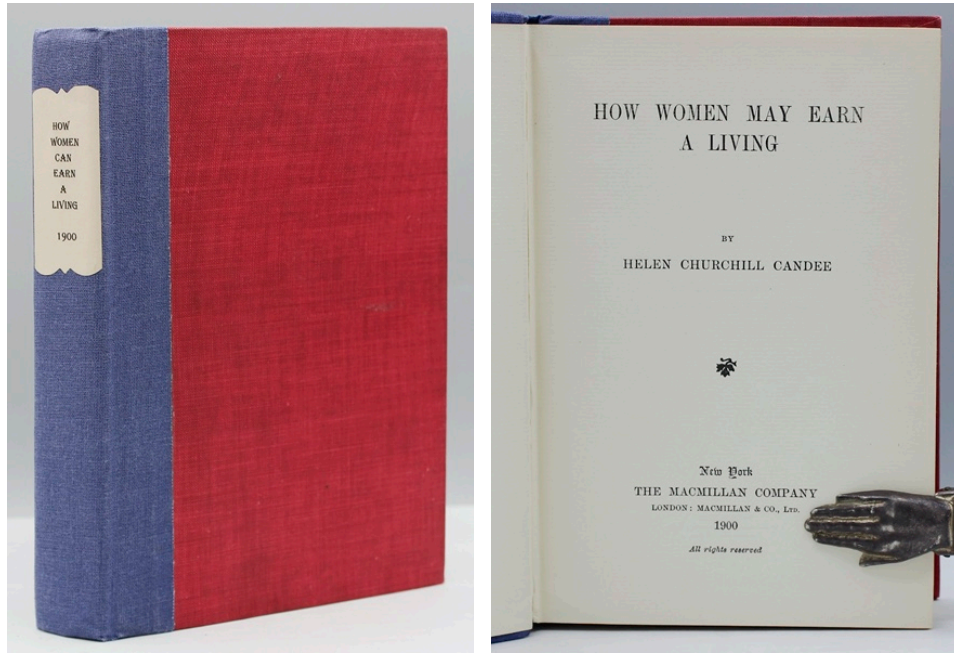 HOW
WOMEN
CAN
EARN
A
LIVING
1900
HOW WOMEN MAY EARN
A LIVING
BY
HELEN CHURCHILL CANDEE
New York
THE MACMILLAN COMPANY
LONDON: MACMILLAN & CO., LTD.
1900
All rights reserved